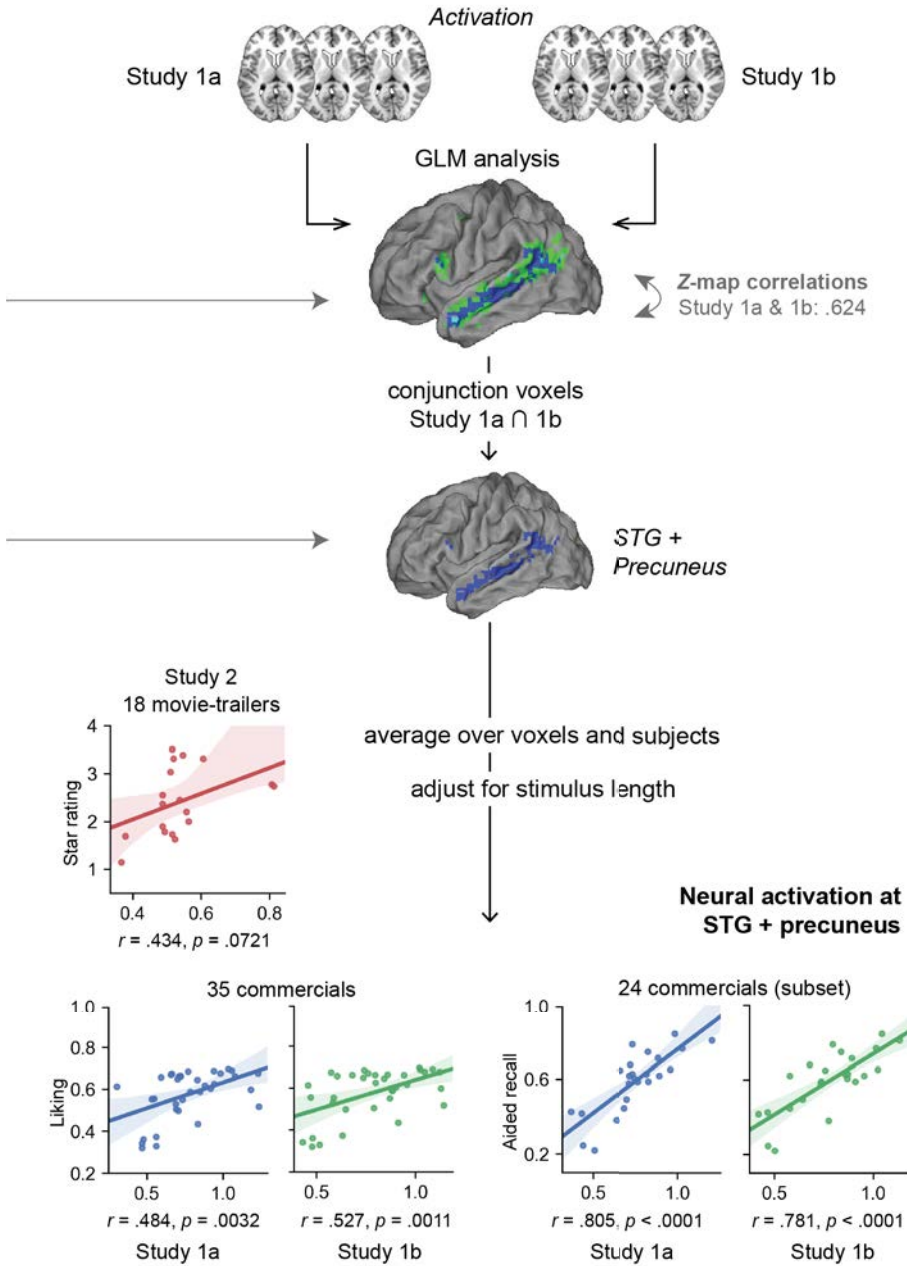 Activation
Study 1a
Study 1b
GLM analysis
Z-map correlations
Study 1a & 1b: .624
conjunction voxels
Study 1a ∩ 1b
STG +
Precuneus
Study 2
18 movie-trailers
4
3
2
1
Star rating
0.4 0.6 0.8
r = .434, p = .0721
average over voxels and subjects
adjust for stimulus length
Neural activation at
STG + precuneus
35 commercials
1.0
0.8
0.6
0.4
0.2
Liking
0.5 1.0
r = .484, p = .0032
Study 1a
0.5 1.0
r = .527, p = .0011
Study 1b
24 commercials (subset)
1.0
0.6
0.2
Aided recall
0.5 1.0
r = .805, p < .0001
Study 1a
0.5 1.0
r = .781, p < .0001
Study 1b